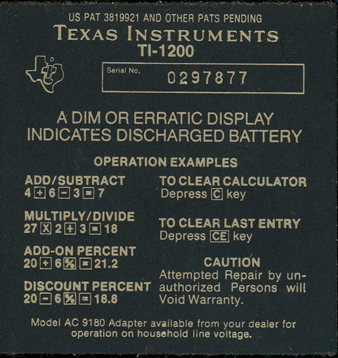 US PAT 3819921 AND OTHER PATS PENDING
TEXAS INSTRUMENTS
TI-1200
Serial No. 0297877
A DIM OR ERRATIC DISPLAY
INDICATES DISCHARGED BATTERY
OPERATION EXAMPLES
ADD/SUBTRACT
4 + 6 − 3 = 7
MULTIPLY/DIVIDE
27 X 2 ÷ 3 = 18
ADD-ON PERCENT
20 + 6 % = 21.2
DISCOUNT PERCENT
20 − 6 % = 18.8
TO CLEAR CALCULATOR
Depress C key
TO CLEAR LAST ENTRY
Depress CE key
CAUTION
Attempted Repair by un-
authorized Persons will
Void Warranty.
Model AC 9180 Adapter available from your dealer for
operation on household line voltage.